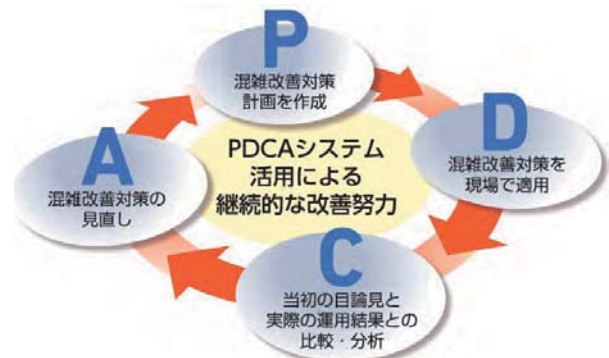 P
混雑改善対策
計画を作成
D
混雑改善対策を
現場で適用
C
当初の目論見と
実際の運用結果との
比較・分析
A
混雑改善対策の
見直し
PDCAシステム
活用による
継続的な改善努力